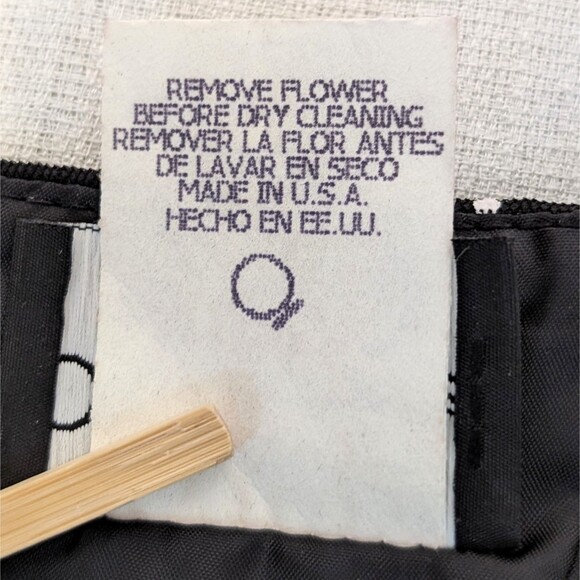 REMOVE FLOWER
BEFORE DRY CLEANING
REMOVER LA FLOR ANTES
DE LAVAR EN SECO
MADE IN U.S.A.
HECHO EN EE.UU.